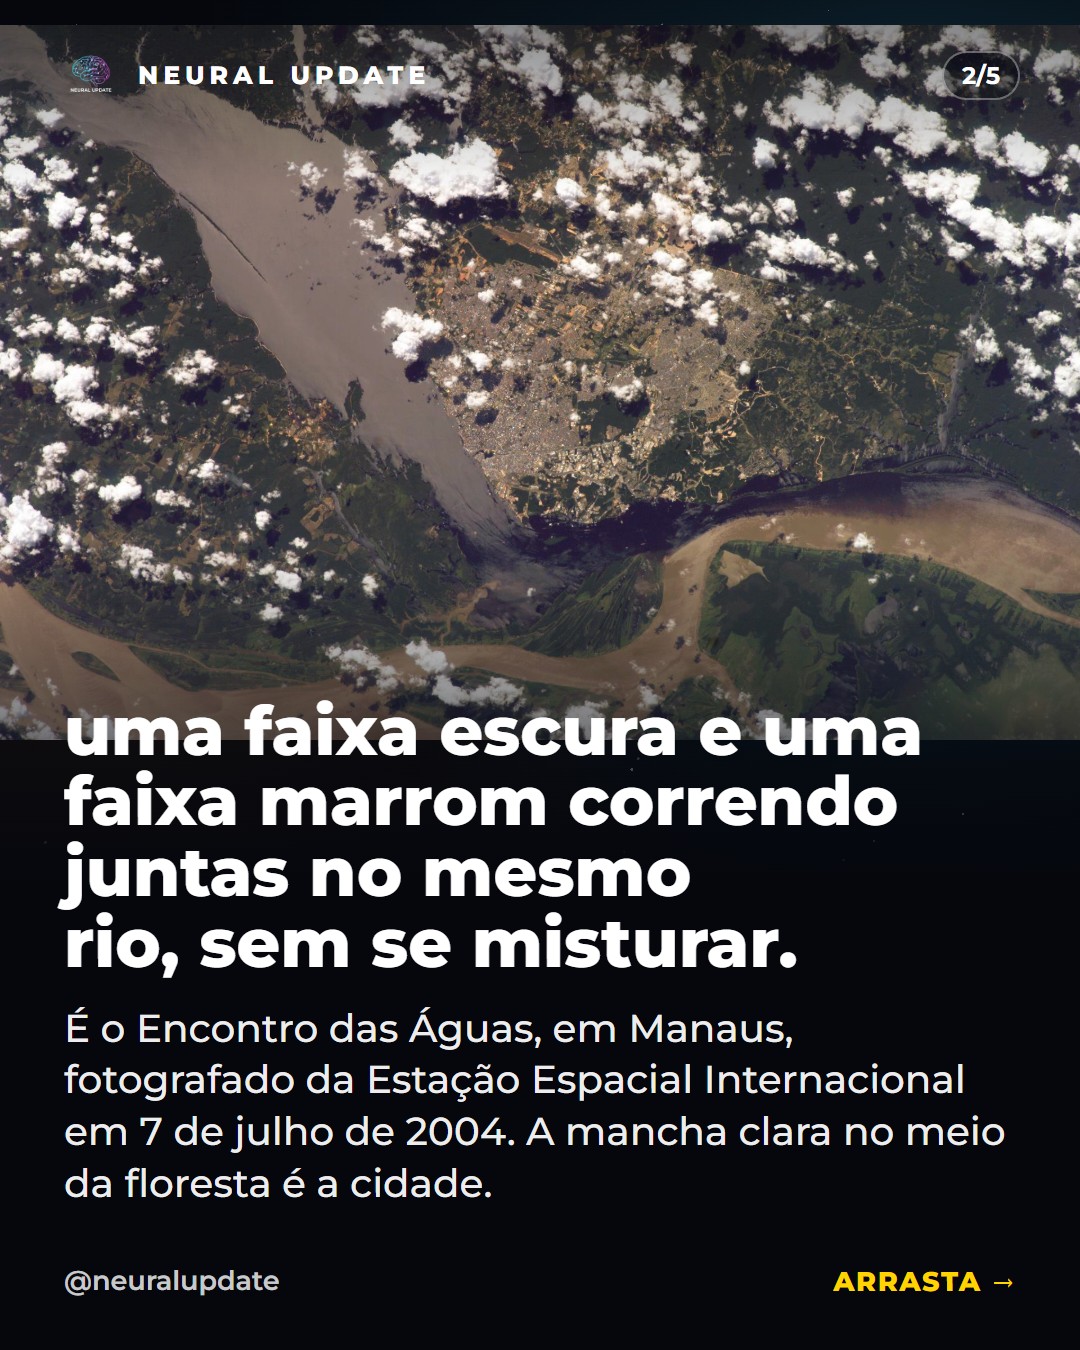 NEURAL UPDATE
NEURAL UPDATE
2/5
uma faixa escura e uma
faixa marrom correndo
juntas no mesmo
rio, sem se misturar.
É o Encontro das Águas, em Manaus,
fotografado da Estação Espacial Internacional
em 7 de julho de 2004. A mancha clara no meio
da floresta é a cidade.
@neuralupdate
ARRASTA →